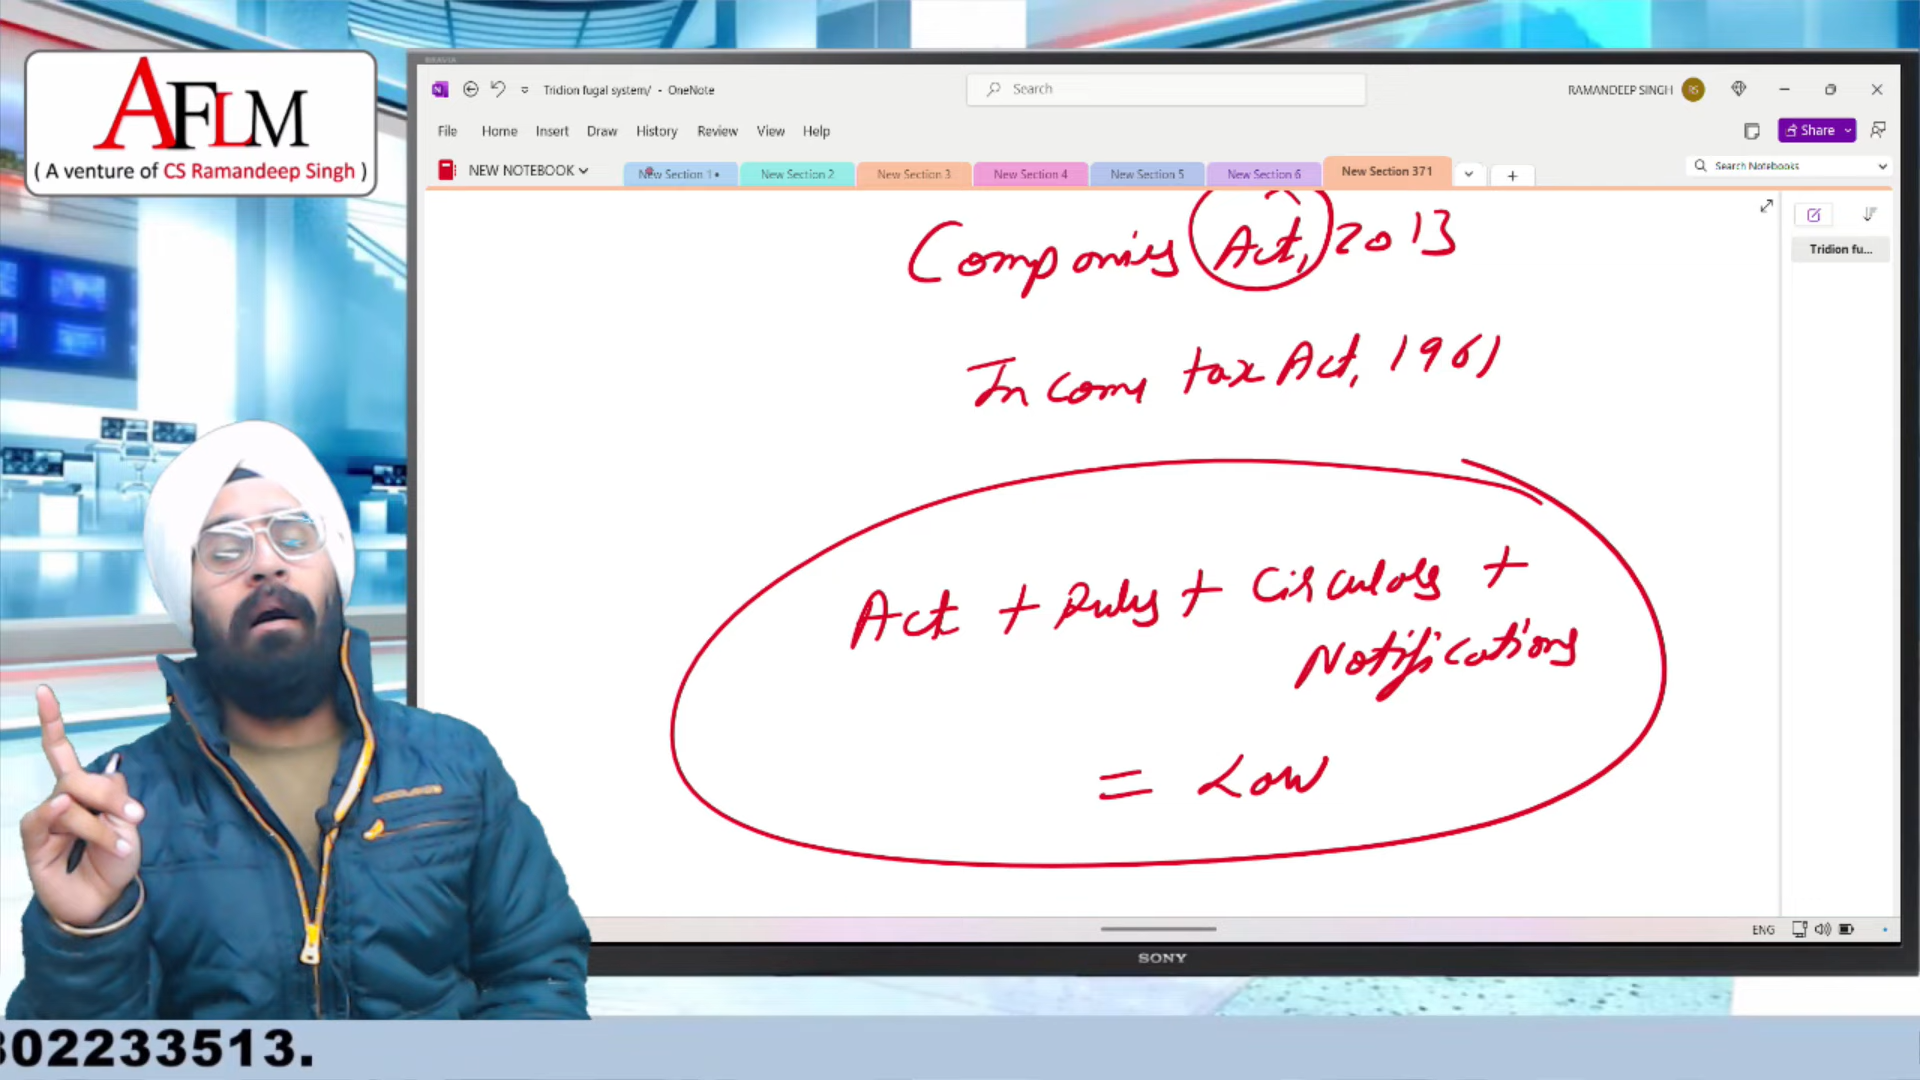 AFLM
( A venture of CS Ramandeep Singh )
BRAVIA
Tridion fugal system/ - OneNote
Search
RAMANDEEP SINGH
RS
File Home Insert Draw History Review View Help
Share
NEW NOTEBOOK
New Section 1
New Section 2
New Section 3
New Section 4
New Section 5
New Section 6
New Section 371
Search Notebooks
Tridion fu...
Companies Act, 2013
Income tax Act, 1961
Act + Rules + Circulars +
Notifications
= Law
ENG
SONY
302233513.